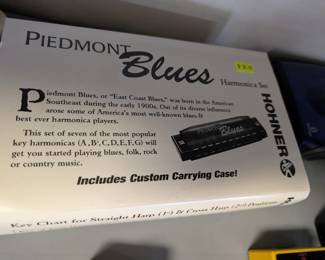 PIEDMONT
Blues
Harmonica Set
HOHNER
Piedmont Blues, or "East Coast Blues," was born in the American
Southeast during the early 1900s. Out of its diverse influence
arose some of America's most well-known blues &
best ever harmonica players.
This set of seven of the most popular
key harmonicas (A, B♭, C, D, E, F, G) will
get you started playing blues, folk, rock
or country music.
Blues
Includes Custom Carrying Case!
Key Chart for Straight Harp (1st) & Cross Harp (2nd) Positions